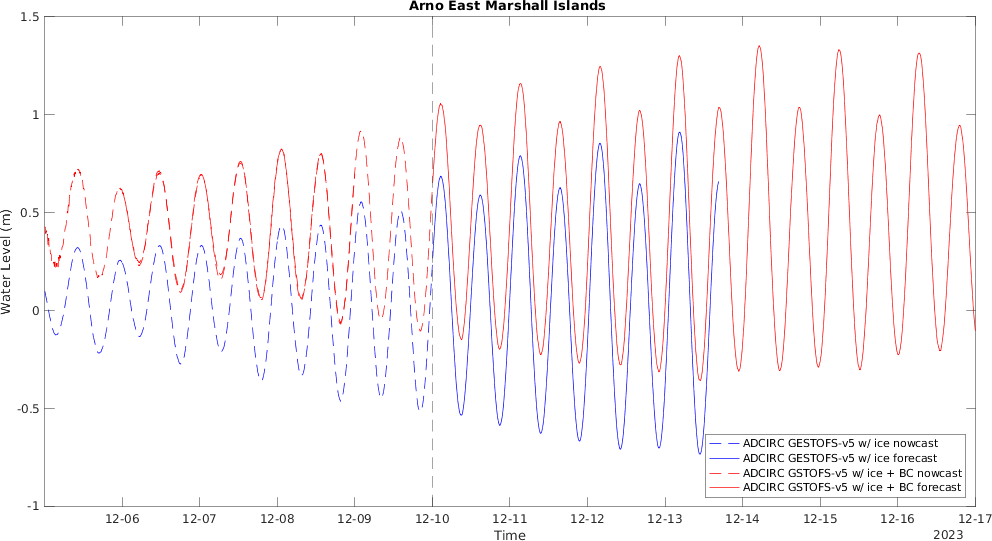 Arno East Marshall Islands
1.5
1
0.5
0
-0.5
-1
Water Level (m)
ADCIRC GESTOFS-v5 w/ ice nowcast
ADCIRC GESTOFS-v5 w/ ice forecast
ADCIRC GSTOFS-v5 w/ ice + BC nowcast
ADCIRC GSTOFS-v5 w/ ice + BC forecast
12-06 12-07 12-08 12-09 12-10 12-11 12-12 12-13 12-14 12-15 12-16 12-17
Time
2023